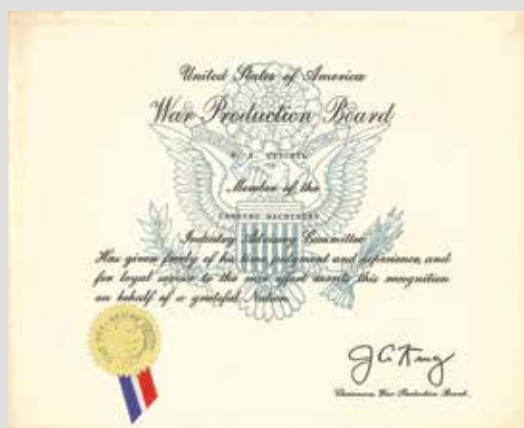 United States of America
War Production Board
Member of the
MACHINERY
Industry Advisory Committee
Has given freely of his time, judgment and experience, and
for loyal service to the war effort merits this recognition
on behalf of a grateful Nation.
J A Krug
Chairman, War Production Board.